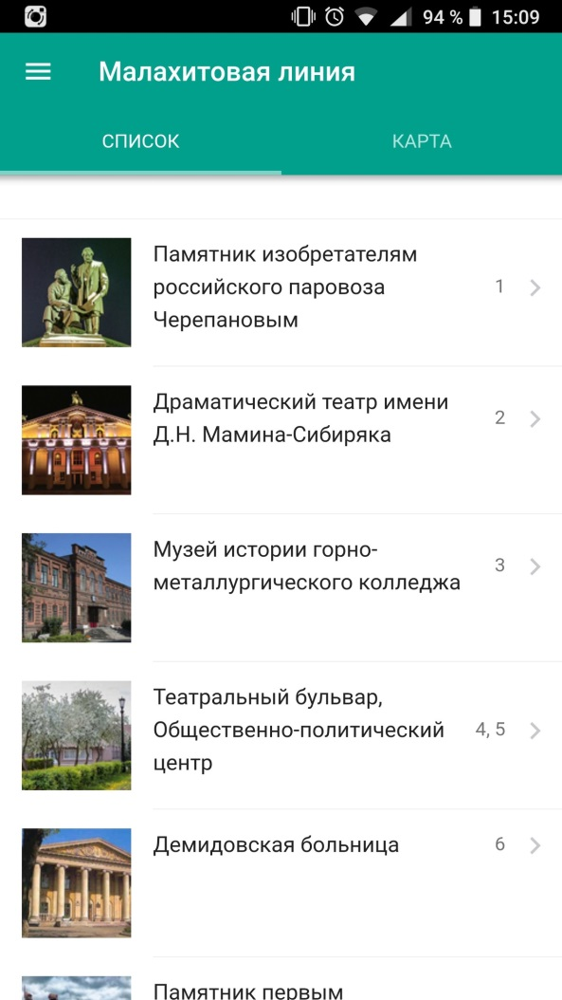 94 % 15:09
Малахитовая линия
СПИСОК КАРТА
Памятник изобретателям
российского паровоза
Черепановым
1
Драматический театр имени
Д.Н. Мамина-Сибиряка
2
Музей истории горно-
металлургического колледжа
3
Театральный бульвар,
Общественно-политический
центр
4, 5
Демидовская больница
6
Памятник первым